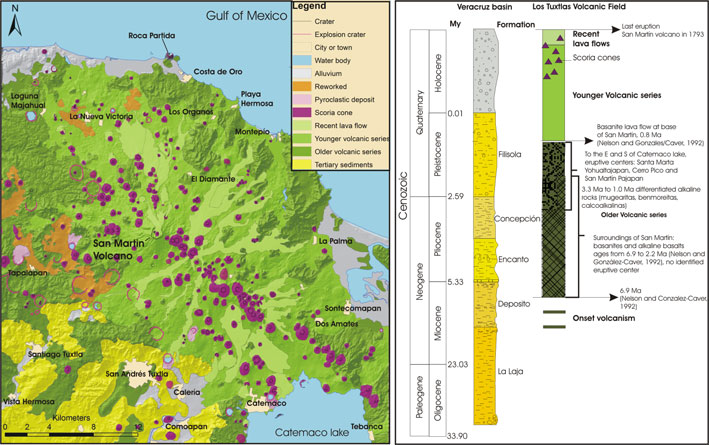 Gulf of Mexico
N
Roca Partida
Costa de Oro
Laguna
Majahual
La Nueva Victoria
Los Organos
Playa
Hermosa
Montepio
El Diamante
San Martin
Volcano
La Palma
Tapalapan
Sontecomapan
Dos Amates
Santiago Tuxtla
San Andrés Tuxtla
Caleria
Catemaco
Vista Hermosa
Kilometers
0 2 4 8 12
Comoapan
Tebanca
Catemaco lake
Legend
Crater
Explosion crater
City or town
Water body
Alluvium
Reworked
Pyroclastic deposit
Scoria cone
Recent lava flow
Younger volcanic series
Older volcanic series
Tertiary sediments
Veracruz basin
Los Tuxtlas Volcanic Field
My
Formation
Cenozoic
Quaternary
Neogene
Paleogene
Holocene
Pleistocene
Pliocene
Miocene
Oligocene
0.01
2.59
5.33
23.03
33.90
Filisola
Concepción
Encanto
Deposito
La Laja
Recent
lava flows
Last eruption
San Martin volcano in 1793
Scoria cones
Younger Volcanic series
Basanite lava flow at base
of San Martin, 0.8 Ma
(Nelson and Gonzales/Caver, 1992)
To the E and S of Catemaco lake,
eruptive centers: Santa Marta
Yohualtajapan, Cerro Pico and
San Martin Pajapan
3.3 Ma to 1.0 Ma differentiated alkaline
rocks (mugearitas, benmoreitas,
calcoalkalinas)
Older Volcanic series
Surroundings of San Martin:
basanites and alkaline basalts
ages from 6.9 to 2.2 Ma (Nelson and
González-Caver, 1992), no identified
eruptive center
6.9 Ma
(Nelson and Conzalez-Caver,
1992)
Onset volcanism